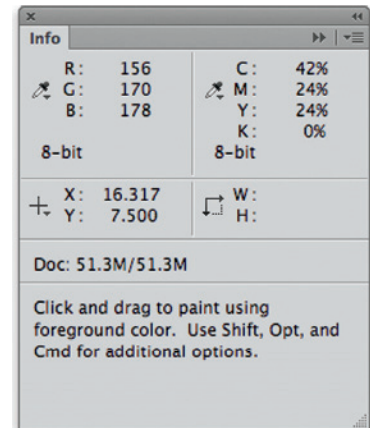 Info
R: 156
G: 170
B: 178
8-bit
C: 42%
M: 24%
Y: 24%
K: 0%
8-bit
X: 16.317
Y: 7.500
W:
H:
Doc: 51.3M/51.3M
Click and drag to paint using
foreground color. Use Shift, Opt, and
Cmd for additional options.